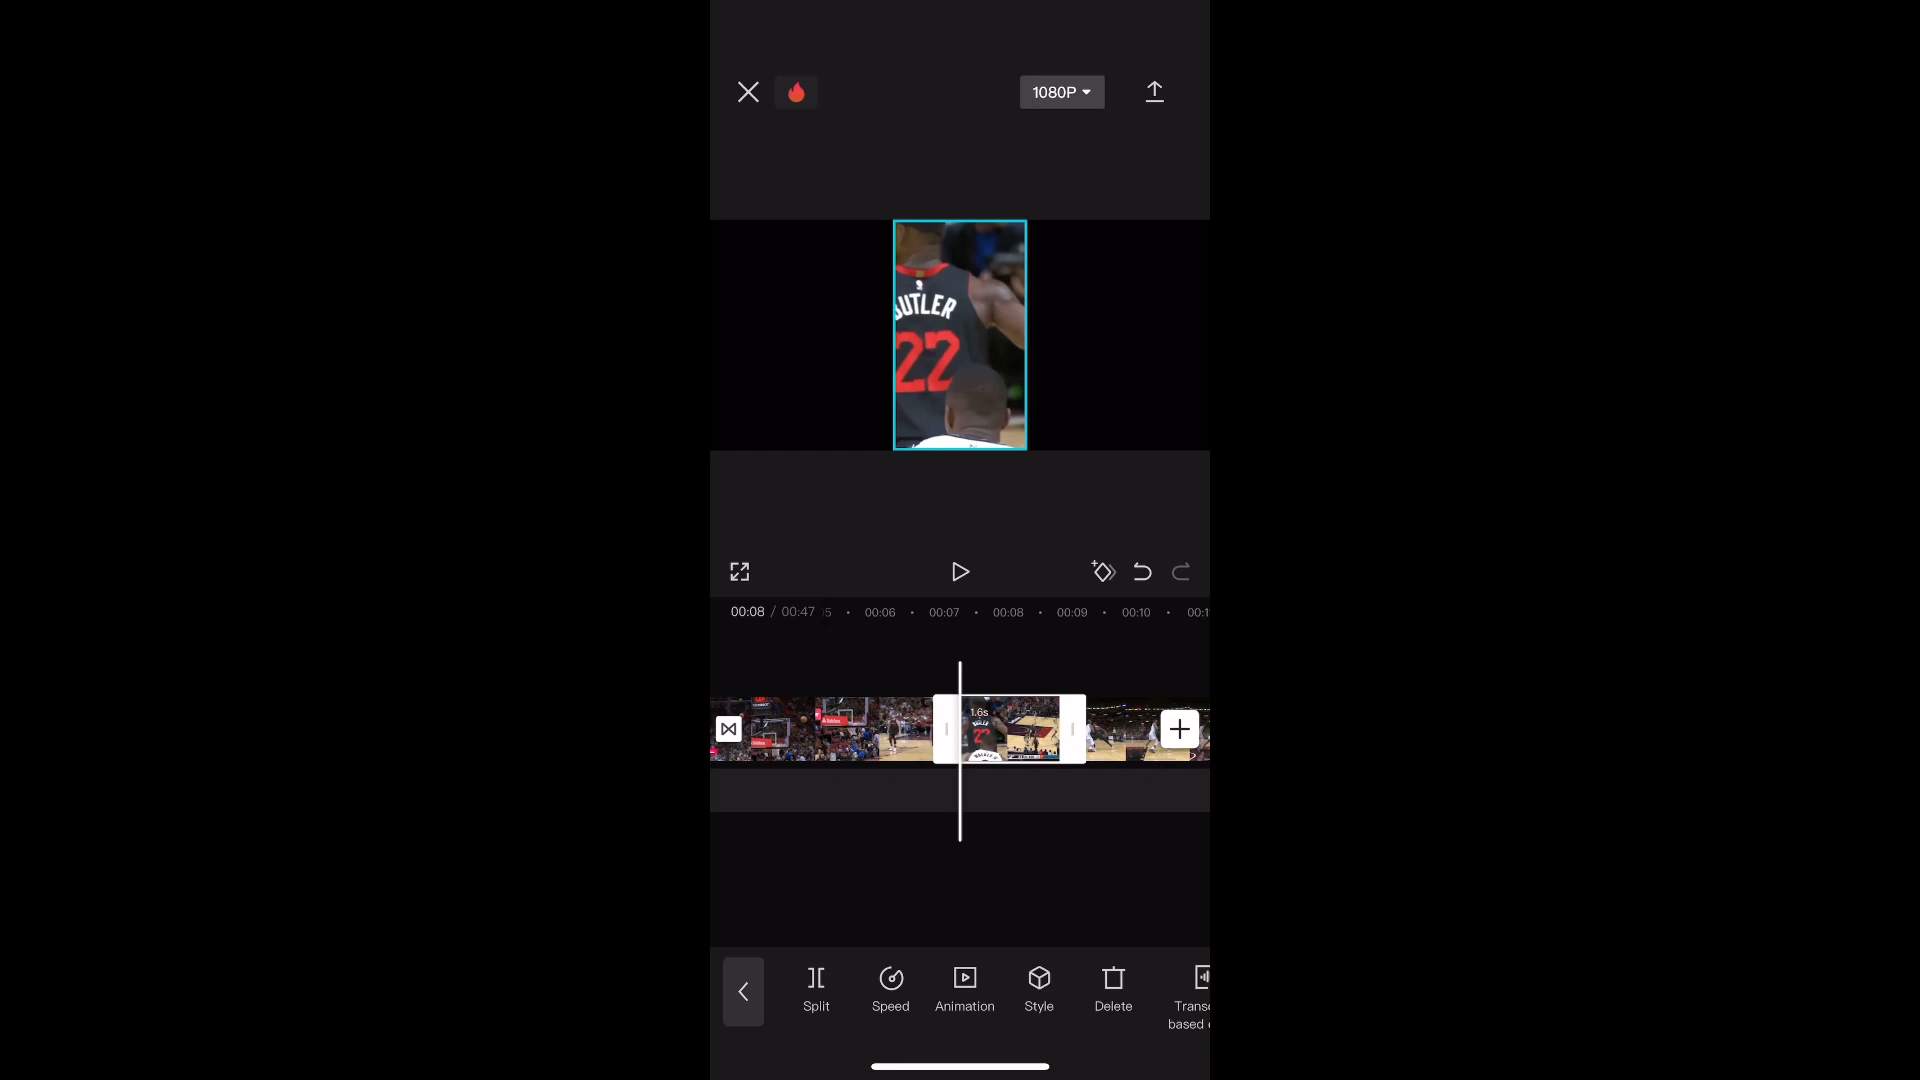 1080P
BUTLER
22
00:08 / 00:47
00:06 00:07 00:08 00:09 00:10
1.6s
Split Speed Animation Style Delete